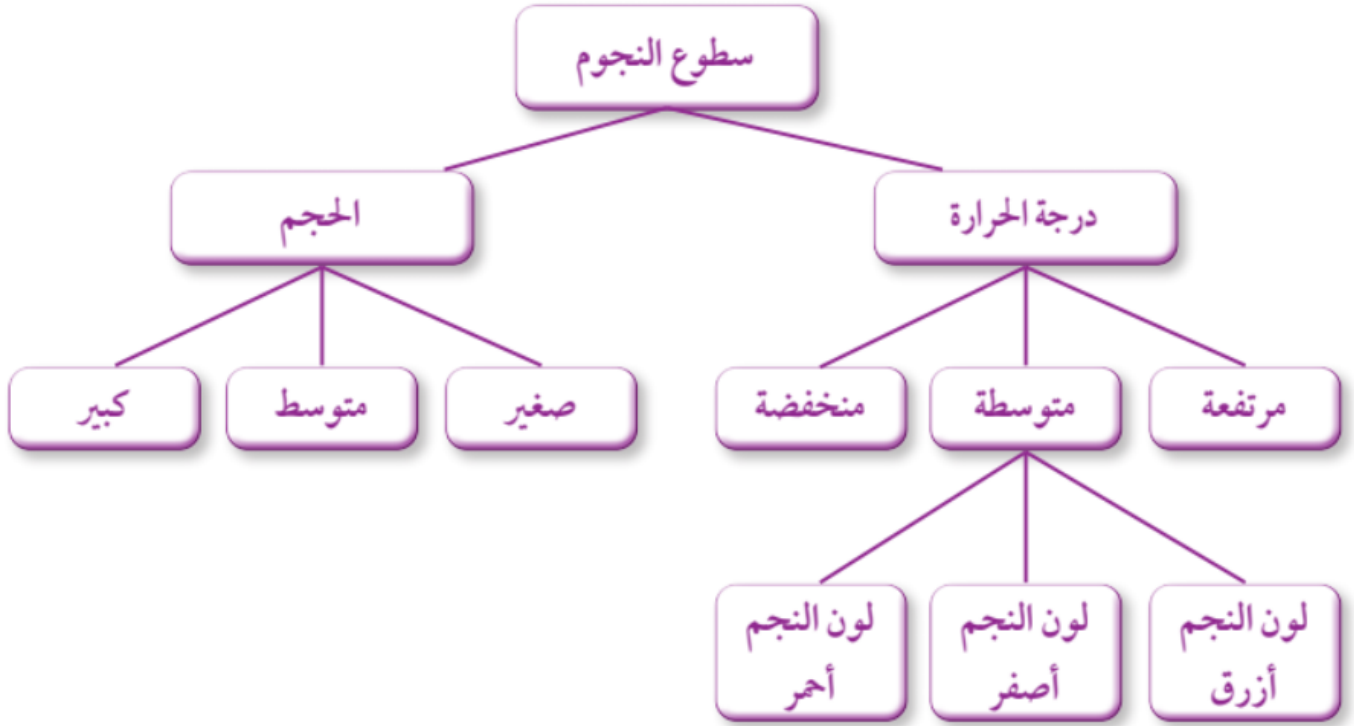 سطوع النجوم
درجة الحرارة
الحجم
مرتفعة
متوسطة
منخفضة
صغير
متوسط
كبير
لون النجم
أزرق
لون النجم
أصفر
لون النجم
أحمر